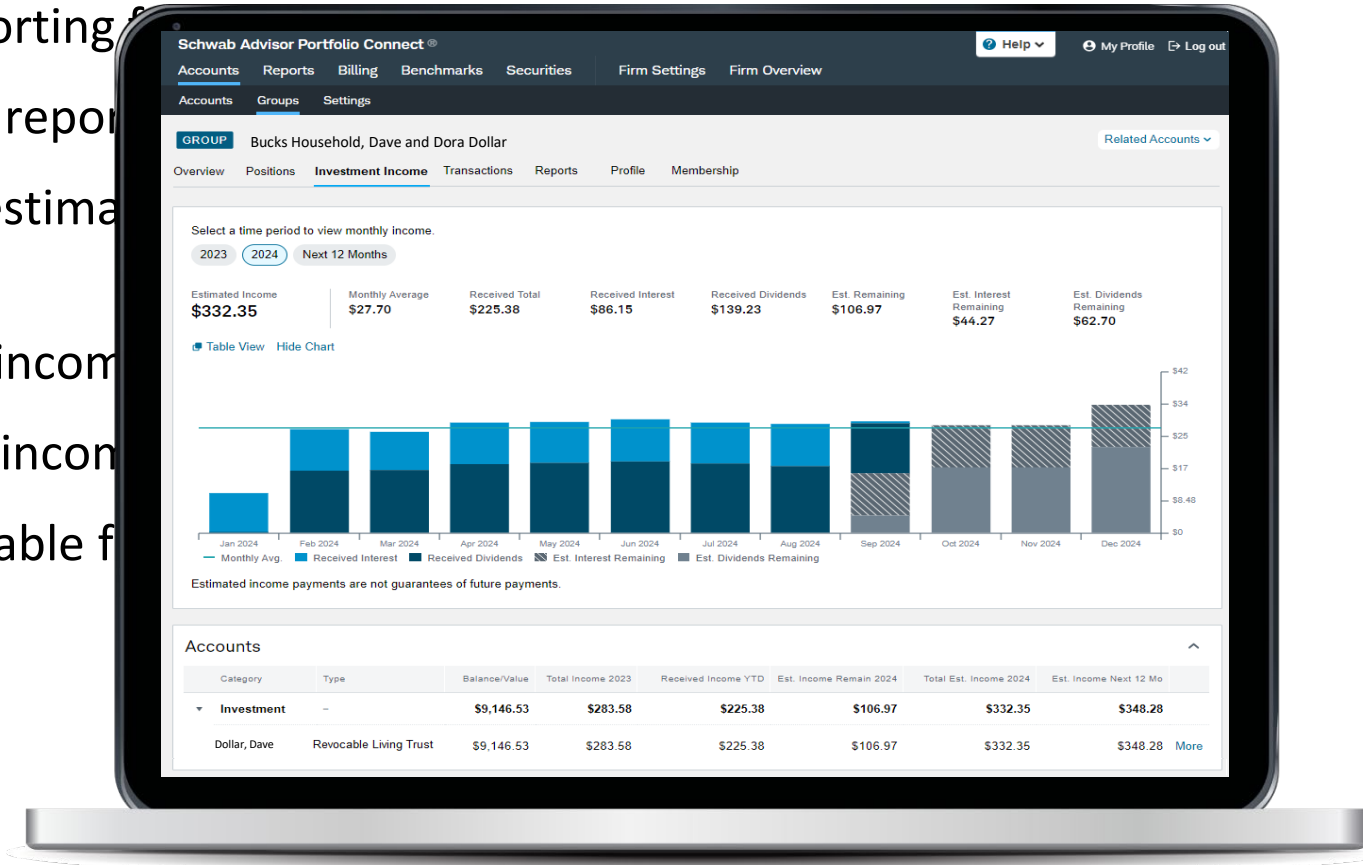 orting
Schwab Advisor Portfolio Connect ®
Help
My Profile
Log out
Accounts Reports Billing Benchmarks Securities Firm Settings Firm Overview
Accounts Groups Settings
repor
GROUP Bucks Household, Dave and Dora Dollar
Related Accounts
Overview Positions Investment Income Transactions Reports Profile Membership
estima
Select a time period to view monthly income.
2023 2024 Next 12 Months
Estimated Income Monthly Average Received Total Received Interest Received Dividends Est. Remaining Est. Interest Remaining Est. Dividends Remaining
$332.35 $27.70 $225.38 $86.15 $139.23 $106.97 $44.27 $62.70
Table View Hide Chart
incom
$42
$34
$25
$17
$8.48
$0
incom
able f
Jan 2024 Feb 2024 Mar 2024 Apr 2024 May 2024 Jun 2024 Jul 2024 Aug 2024 Sep 2024 Oct 2024 Nov 2024 Dec 2024
Monthly Avg. Received Interest Received Dividends Est. Interest Remaining Est. Dividends Remaining
Estimated income payments are not guarantees of future payments.
Accounts
Category Type Balance/Value Total Income 2023 Received Income YTD Est. Income Remain 2024 Total Est. Income 2024 Est. Income Next 12 Mo
Investment – $9,146.53 $283.58 $225.38 $106.97 $332.35 $348.28
Dollar, Dave Revocable Living Trust $9,146.53 $283.58 $225.38 $106.97 $332.35 $348.28 More